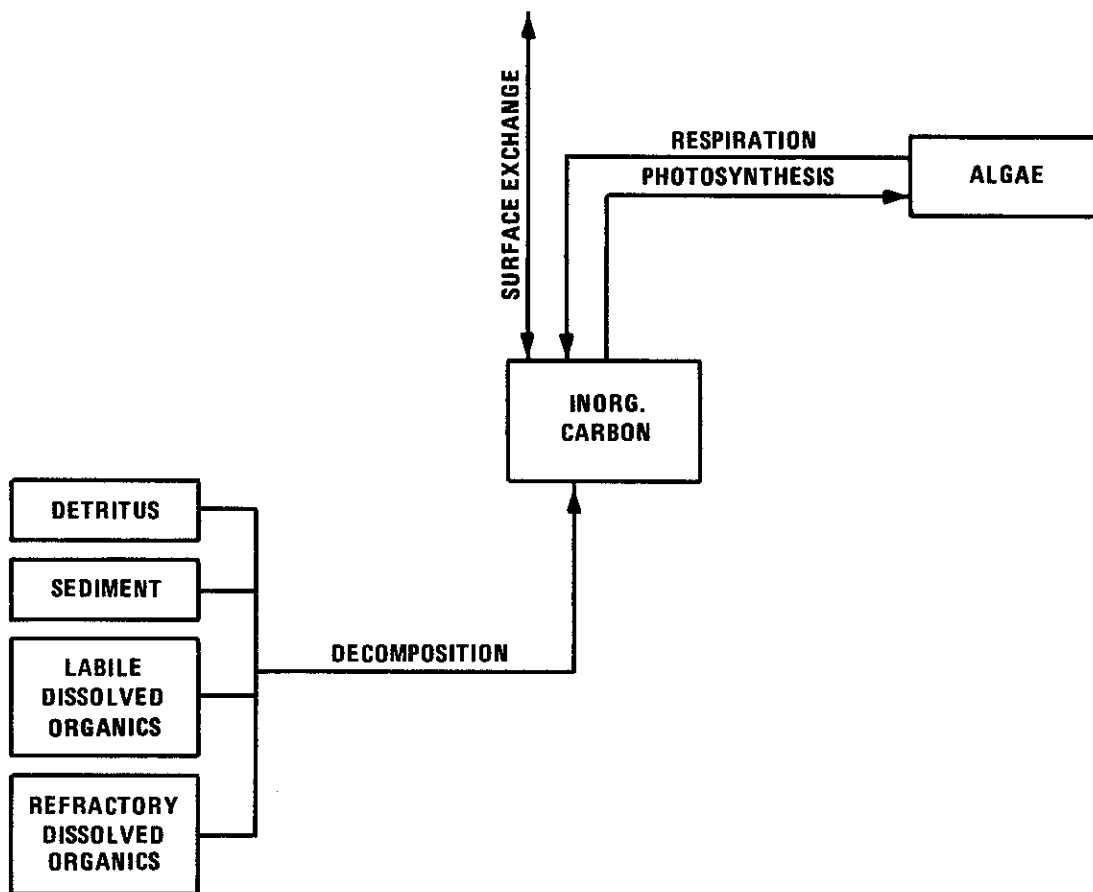 SURFACE EXCHANGE
RESPIRATION
PHOTOSYNTHESIS
ALGAE
INORG.
CARBON
DETRITUS
SEDIMENT
LABILE
DISSOLVED
ORGANICS
DECOMPOSITION
REFRACTORY
DISSOLVED
ORGANICS